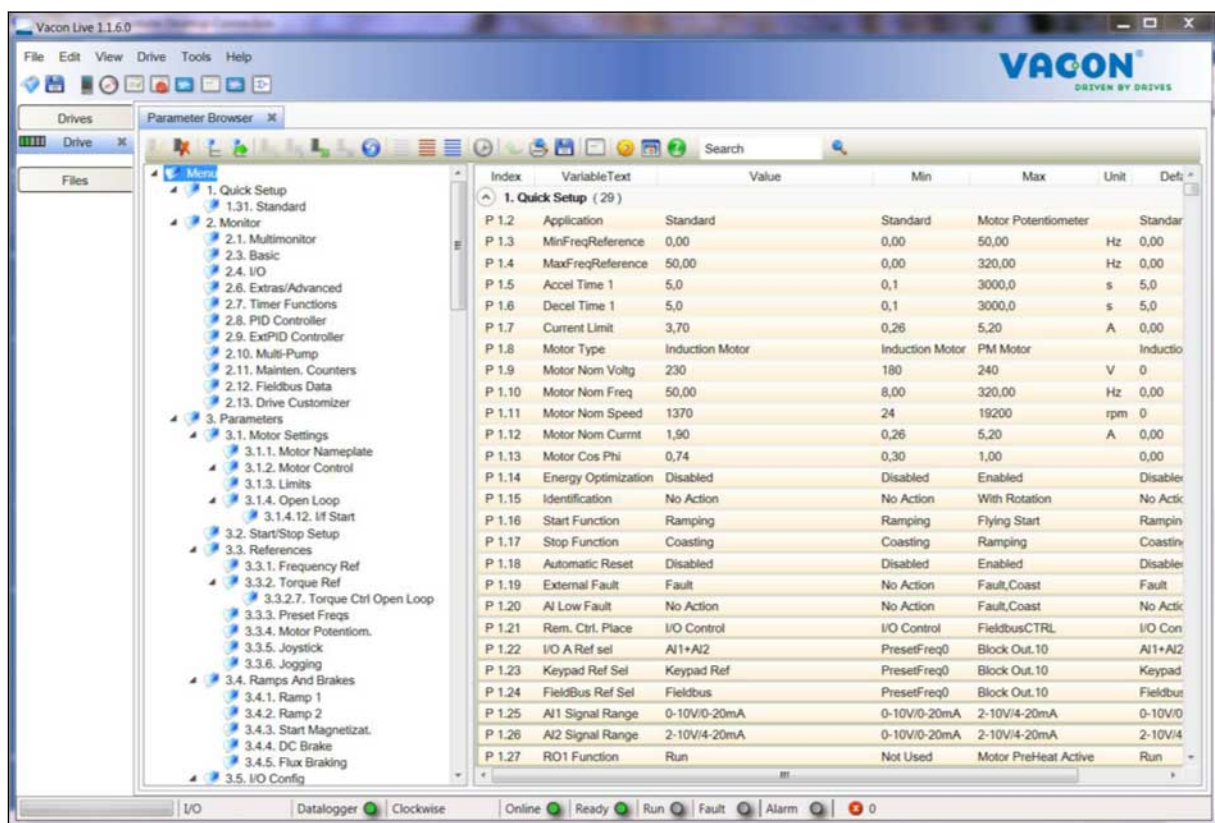 Vacon Live 1.1.6.0
File Edit View Drive Tools Help
VACON®
DRIVEN BY DRIVES
Drives
Drive
Files
Parameter Browser
Search
Menu
1. Quick Setup
1.31. Standard
2. Monitor
2.1. Multimonitor
2.3. Basic
2.4. I/O
2.6. Extras/Advanced
2.7. Timer Functions
2.8. PID Controller
2.9. ExtPID Controller
2.10. Multi-Pump
2.11. Mainten. Counters
2.12. Fieldbus Data
2.13. Drive Customizer
3. Parameters
3.1. Motor Settings
3.1.1. Motor Nameplate
3.1.2. Motor Control
3.1.3. Limits
3.1.4. Open Loop
3.1.4.12. I/f Start
3.2. Start/Stop Setup
3.3. References
3.3.1. Frequency Ref
3.3.2. Torque Ref
3.3.2.7. Torque Ctrl Open Loop
3.3.3. Preset Freqs
3.3.4. Motor Potentiom.
3.3.5. Joystick
3.3.6. Jogging
3.4. Ramps And Brakes
3.4.1. Ramp 1
3.4.2. Ramp 2
3.4.3. Start Magnetizat.
3.4.4. DC Brake
3.4.5. Flux Braking
3.5. I/O Config
Index VariableText Value Min Max Unit Defa
1. Quick Setup (29)
P 1.2 Application Standard Standard Motor Potentiometer Standar
P 1.3 MinFreqReference 0,00 0,00 50,00 Hz 0,00
P 1.4 MaxFreqReference 50,00 0,00 320,00 Hz 0,00
P 1.5 Accel Time 1 5,0 0,1 3000,0 s 5,0
P 1.6 Decel Time 1 5,0 0,1 3000,0 s 5,0
P 1.7 Current Limit 3,70 0,26 5,20 A 0,00
P 1.8 Motor Type Induction Motor Induction Motor PM Motor Inductio
P 1.9 Motor Nom Voltg 230 180 240 V 0
P 1.10 Motor Nom Freq 50,00 8,00 320,00 Hz 0,00
P 1.11 Motor Nom Speed 1370 24 19200 rpm 0
P 1.12 Motor Nom Currnt 1,90 0,26 5,20 A 0,00
P 1.13 Motor Cos Phi 0,74 0,30 1,00 0,00
P 1.14 Energy Optimization Disabled Disabled Enabled Disabled
P 1.15 Identification No Action No Action With Rotation No Actic
P 1.16 Start Function Ramping Ramping Flying Start Rampin
P 1.17 Stop Function Coasting Coasting Ramping Coastin
P 1.18 Automatic Reset Disabled Disabled Enabled Disabled
P 1.19 External Fault Fault No Action Fault,Coast Fault
P 1.20 AI Low Fault No Action No Action Fault,Coast No Actic
P 1.21 Rem. Ctrl. Place I/O Control I/O Control FieldbusCTRL I/O Con
P 1.22 I/O A Ref sel AI1+AI2 PresetFreq0 Block Out.10 AI1+AI2
P 1.23 Keypad Ref Sel Keypad Ref PresetFreq0 Block Out.10 Keypad
P 1.24 FieldBus Ref Sel Fieldbus PresetFreq0 Block Out.10 Fieldbus
P 1.25 AI1 Signal Range 0-10V/0-20mA 0-10V/0-20mA 2-10V/4-20mA 0-10V/0
P 1.26 AI2 Signal Range 2-10V/4-20mA 0-10V/0-20mA 2-10V/4-20mA 2-10V/4
P 1.27 RO1 Function Run Not Used Motor PreHeat Active Run
I/O Datalogger Clockwise Online Ready Run Fault Alarm 0